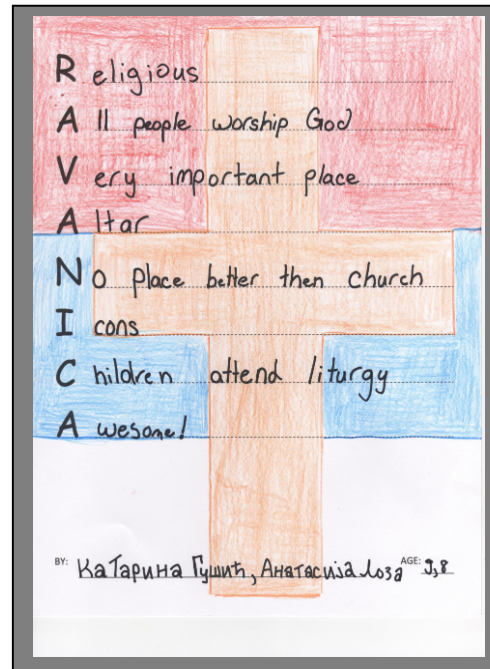 Religious
All people worship God
Very important place
Altar
No place better then church
Icons
Children attend liturgy
Awesome!
BY: Катарина Гушић, Анатасија Лоза AGE: 9,8